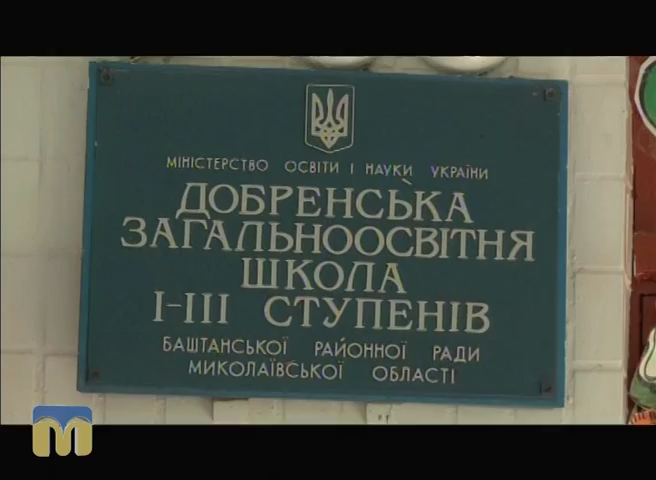 МІНІСТЕРСТВО ОСВІТИ І НАУКИ УКРАЇНИ
ДОБРЕНСЬКА
ЗАГАЛЬНООСВІТНЯ
ШКОЛА
І-ІІІ СТУПЕНІВ
БАШТАНСЬКОЇ РАЙОННОЇ РАДИ
МИКОЛАЇВСЬКОЇ ОБЛАСТІ